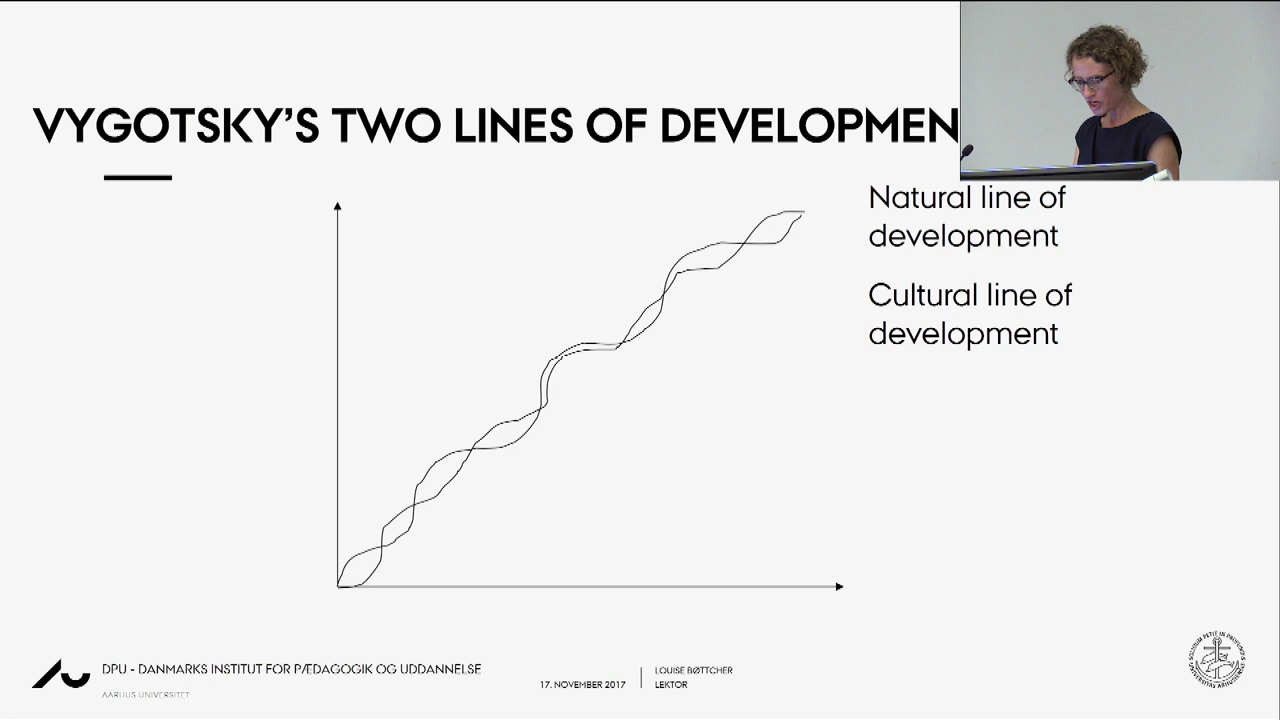 VYGOTSKY'S TWO LINES OF DEVELOPMEN
Natural line of
development
Cultural line of
development
DPU - DANMARKS INSTITUT FOR PÆDAGOGIK OG UDDANNELSE
AARHUS UNIVERSITET
17. NOVEMBER 2017
LOUISE BØTTCHER
LEKTOR